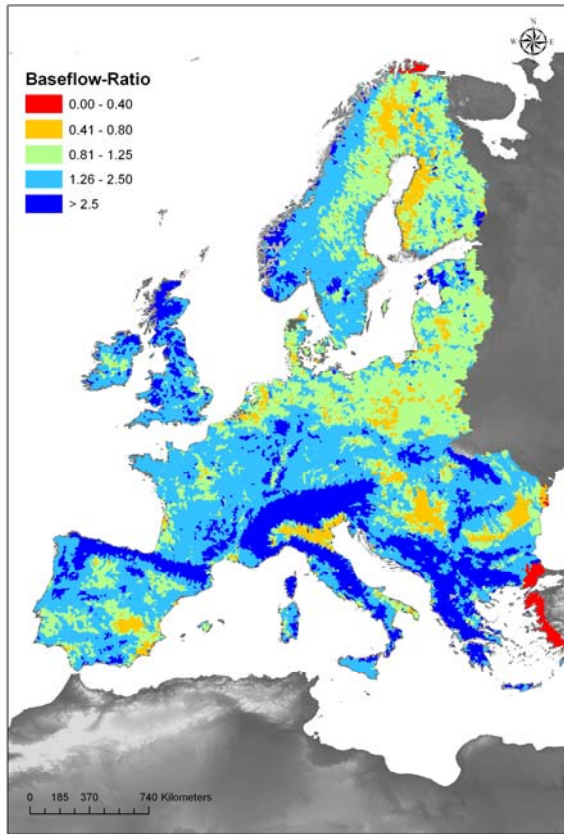 N
W E
S
Baseflow-Ratio
0.00 - 0.40
0.41 - 0.80
0.81 - 1.25
1.26 - 2.50
> 2.5
0 185 370 740 Kilometers